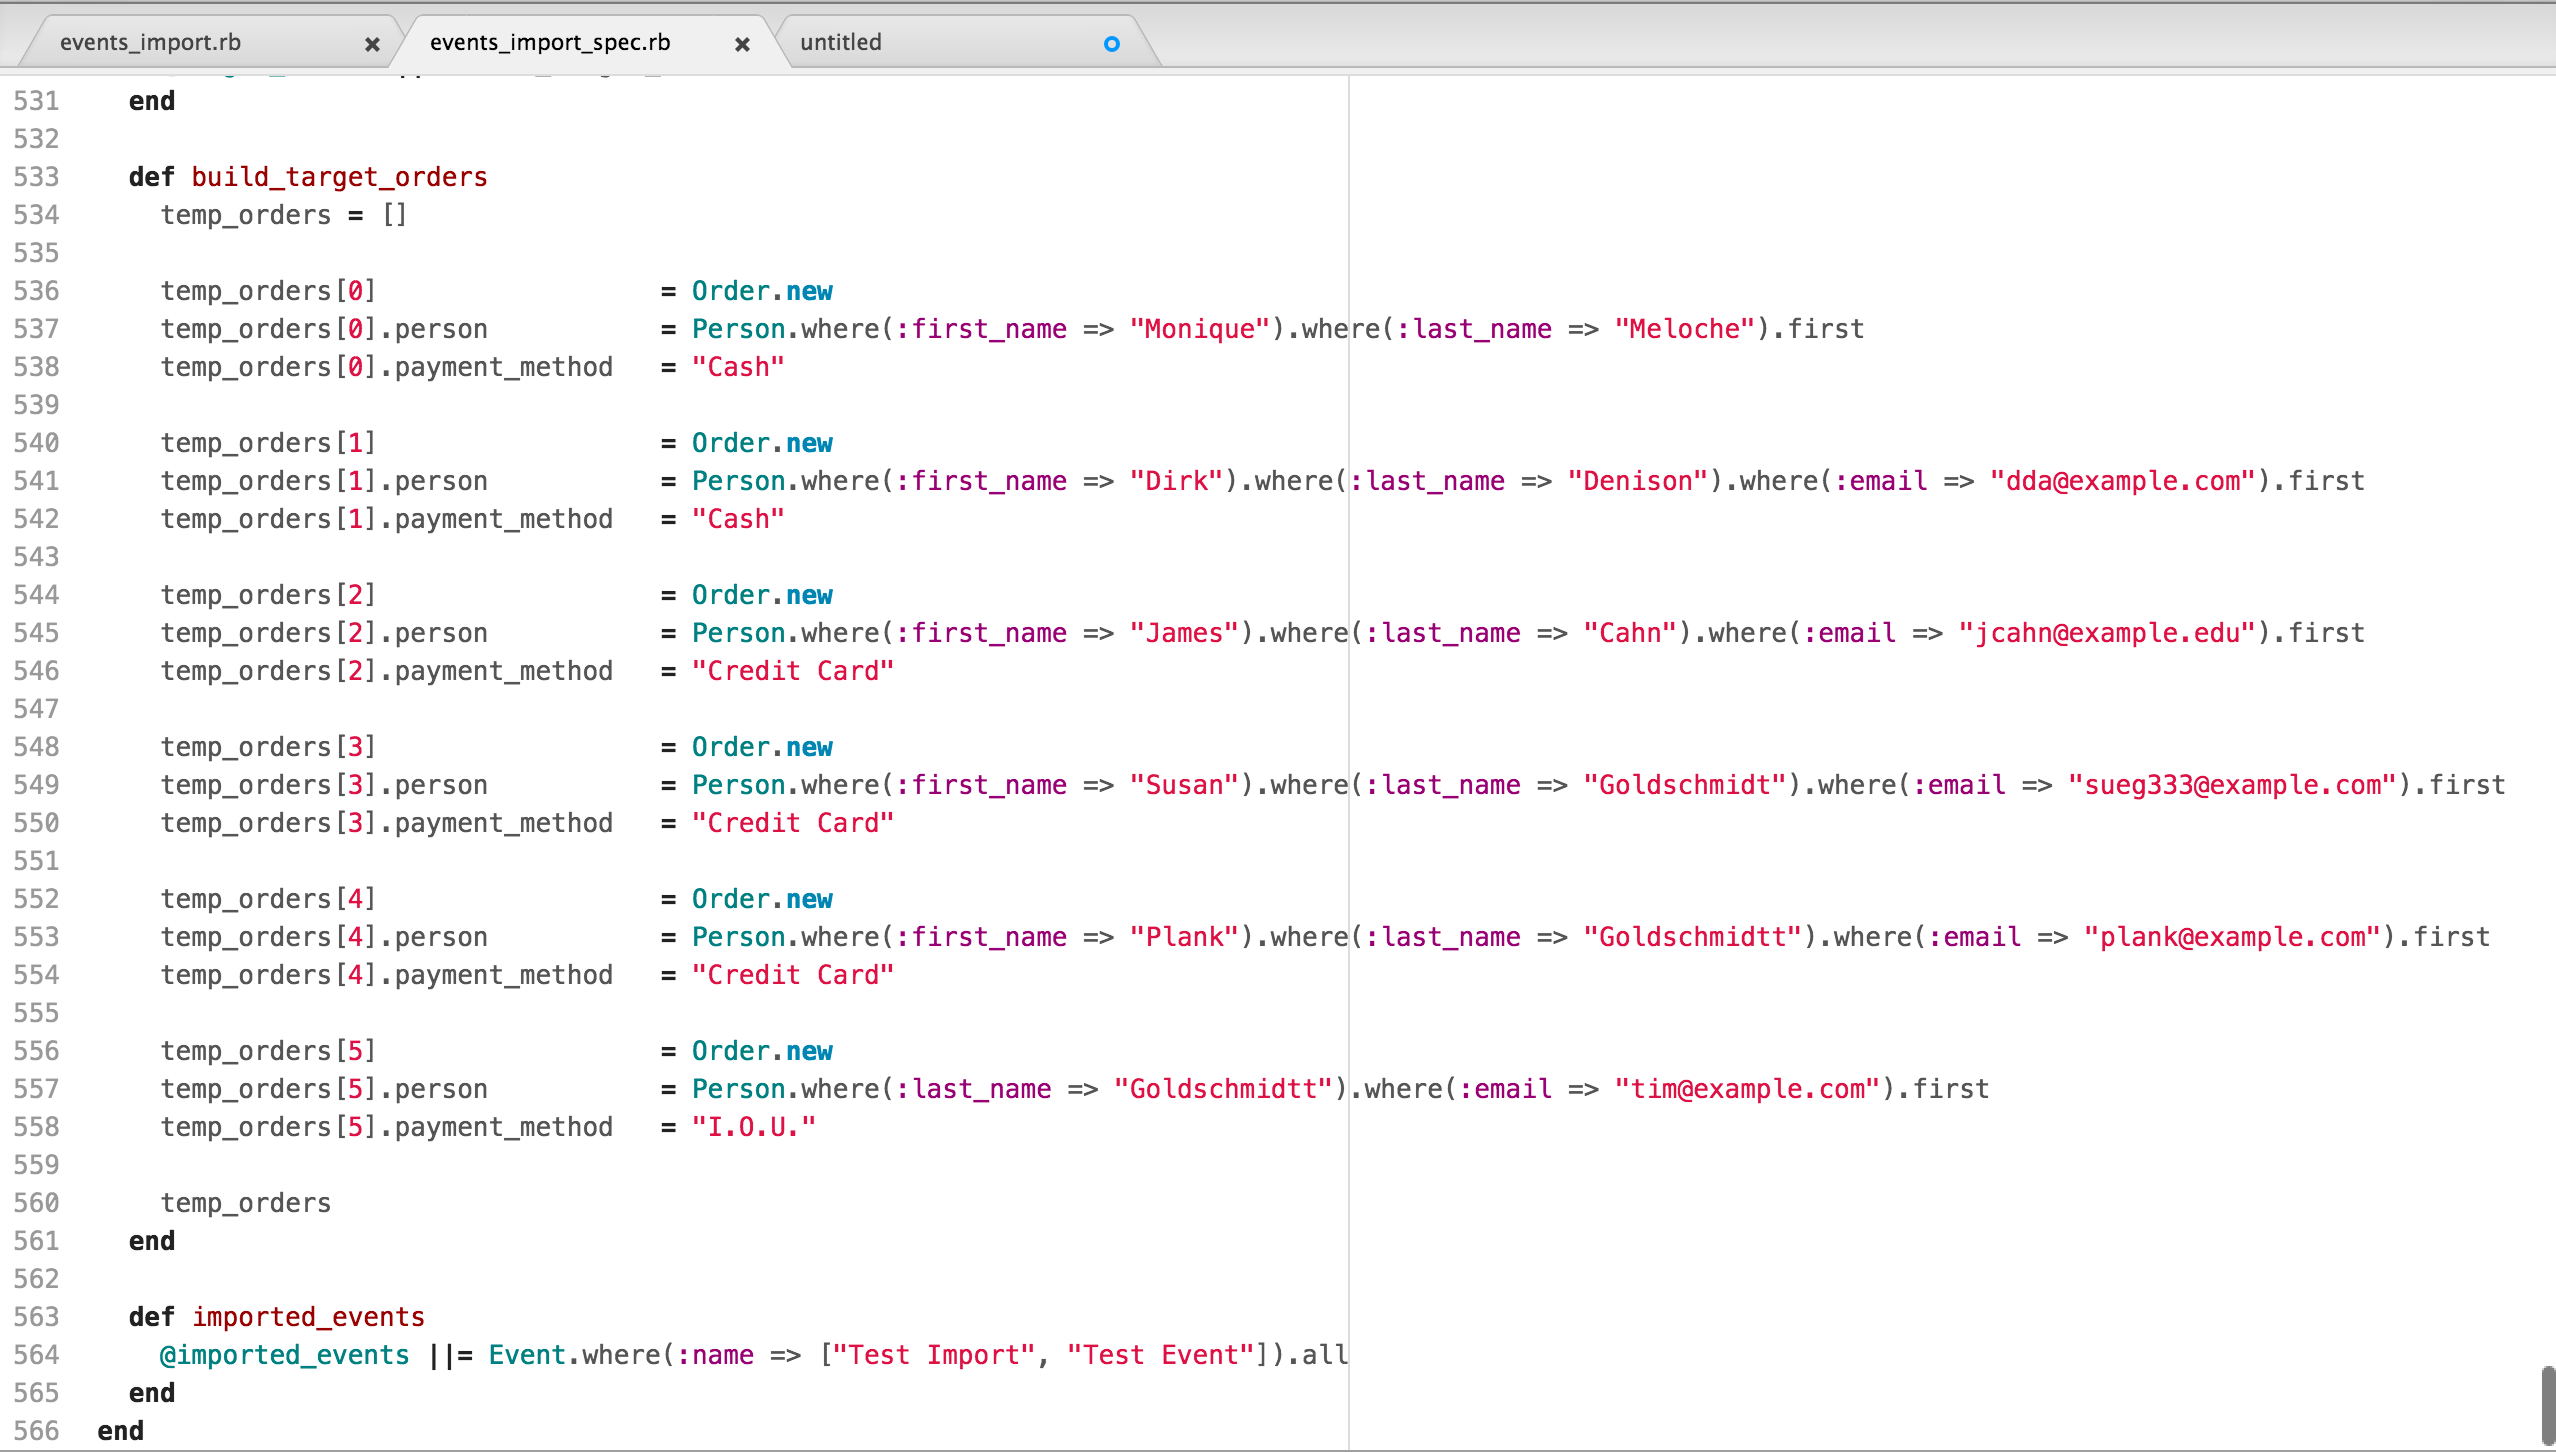 events_import.rb events_import_spec.rb untitled
531 end
532
533 def build_target_orders
534 temp_orders = []
535
536 temp_orders[0] = Order.new
537 temp_orders[0].person = Person.where(:first_name => "Monique").where(:last_name => "Meloche").first
538 temp_orders[0].payment_method = "Cash"
539
540 temp_orders[1] = Order.new
541 temp_orders[1].person = Person.where(:first_name => "Dirk").where(:last_name => "Denison").where(:email => "dda@example.com").first
542 temp_orders[1].payment_method = "Cash"
543
544 temp_orders[2] = Order.new
545 temp_orders[2].person = Person.where(:first_name => "James").where(:last_name => "Cahn").where(:email => "jcahn@example.edu").first
546 temp_orders[2].payment_method = "Credit Card"
547
548 temp_orders[3] = Order.new
549 temp_orders[3].person = Person.where(:first_name => "Susan").where(:last_name => "Goldschmidt").where(:email => "sueg333@example.com").first
550 temp_orders[3].payment_method = "Credit Card"
551
552 temp_orders[4] = Order.new
553 temp_orders[4].person = Person.where(:first_name => "Plank").where(:last_name => "Goldschmidtt").where(:email => "plank@example.com").first
554 temp_orders[4].payment_method = "Credit Card"
555
556 temp_orders[5] = Order.new
557 temp_orders[5].person = Person.where(:last_name => "Goldschmidtt").where(:email => "tim@example.com").first
558 temp_orders[5].payment_method = "I.O.U."
559
560 temp_orders
561 end
562
563 def imported_events
564 @imported_events ||= Event.where(:name => ["Test Import", "Test Event"]).all
565 end
566 end